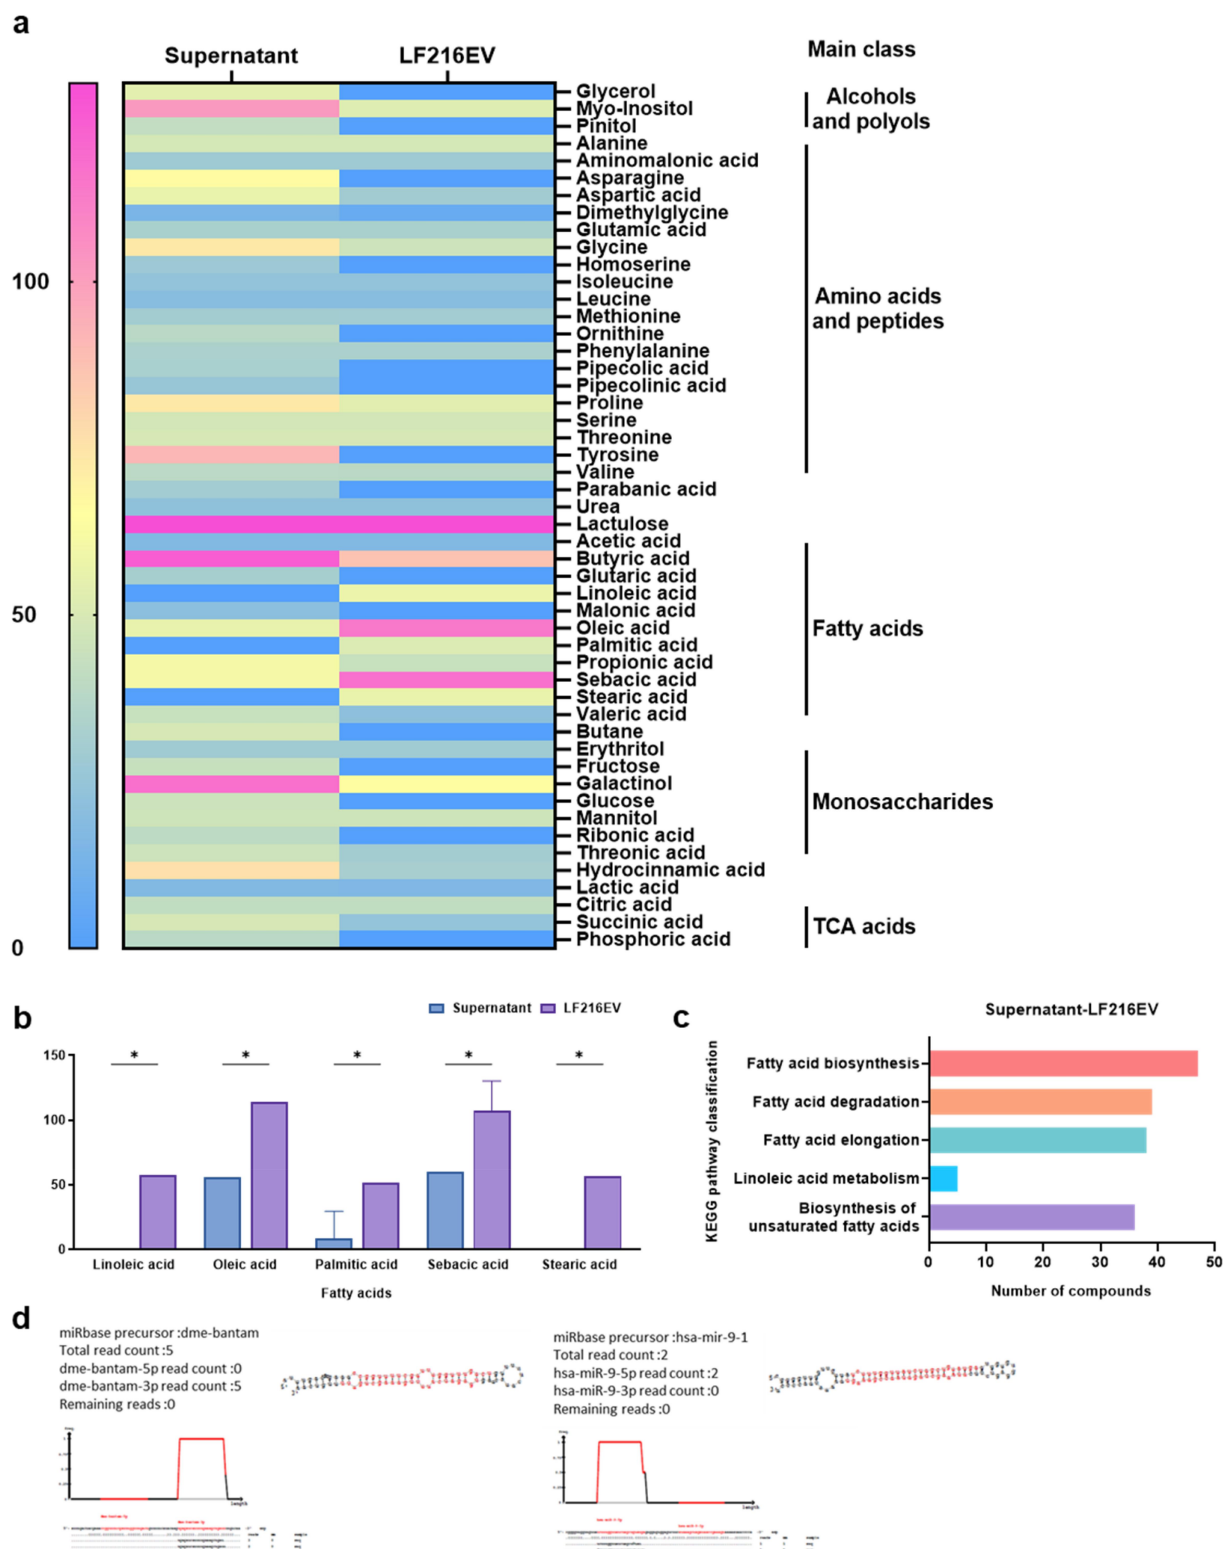 a
Supernatant LF216EV Main class
100
50
0
Glycerol
Myo-Inositol
Pinitol
Alanine
Aminomalonic acid
Asparagine
Aspartic acid
Dimethylglycine
Glutamic acid
Glycine
Homoserine
Isoleucine
Leucine
Methionine
Ornithine
Phenylalanine
Pipecolic acid
Pipecolinic acid
Proline
Serine
Threonine
Tyrosine
Valine
Parabanic acid
Urea
Lactulose
Acetic acid
Butyric acid
Glutaric acid
Linoleic acid
Malonic acid
Oleic acid
Palmitic acid
Propionic acid
Sebacic acid
Stearic acid
Valeric acid
Butane
Erythritol
Fructose
Galactinol
Glucose
Mannitol
Ribonic acid
Threonic acid
Hydrocinnamic acid
Lactic acid
Citric acid
Succinic acid
Phosphoric acid
Alcohols
and polyols
Amino acids
and peptides
Fatty acids
Monosaccharides
TCA acids
b
Supernatant LF216EV
150
100
50
0
* * * * *
Linoleic acid Oleic acid Palmitic acid Sebacic acid Stearic acid
Fatty acids
c
Supernatant-LF216EV
KEGG pathway classification
Fatty acid biosynthesis
Fatty acid degradation
Fatty acid elongation
Linoleic acid metabolism
Biosynthesis of
unsaturated fatty acids
0 10 20 30 40 50
Number of compounds
d
miRbase precursor :dme-bantam
Total read count :5
dme-bantam-5p read count :0
dme-bantam-3p read count :5
Remaining reads :0
length
miRbase precursor :hsa-mir-9-1
Total read count :2
hsa-miR-9-5p read count :2
hsa-miR-9-3p read count :0
Remaining reads :0
length